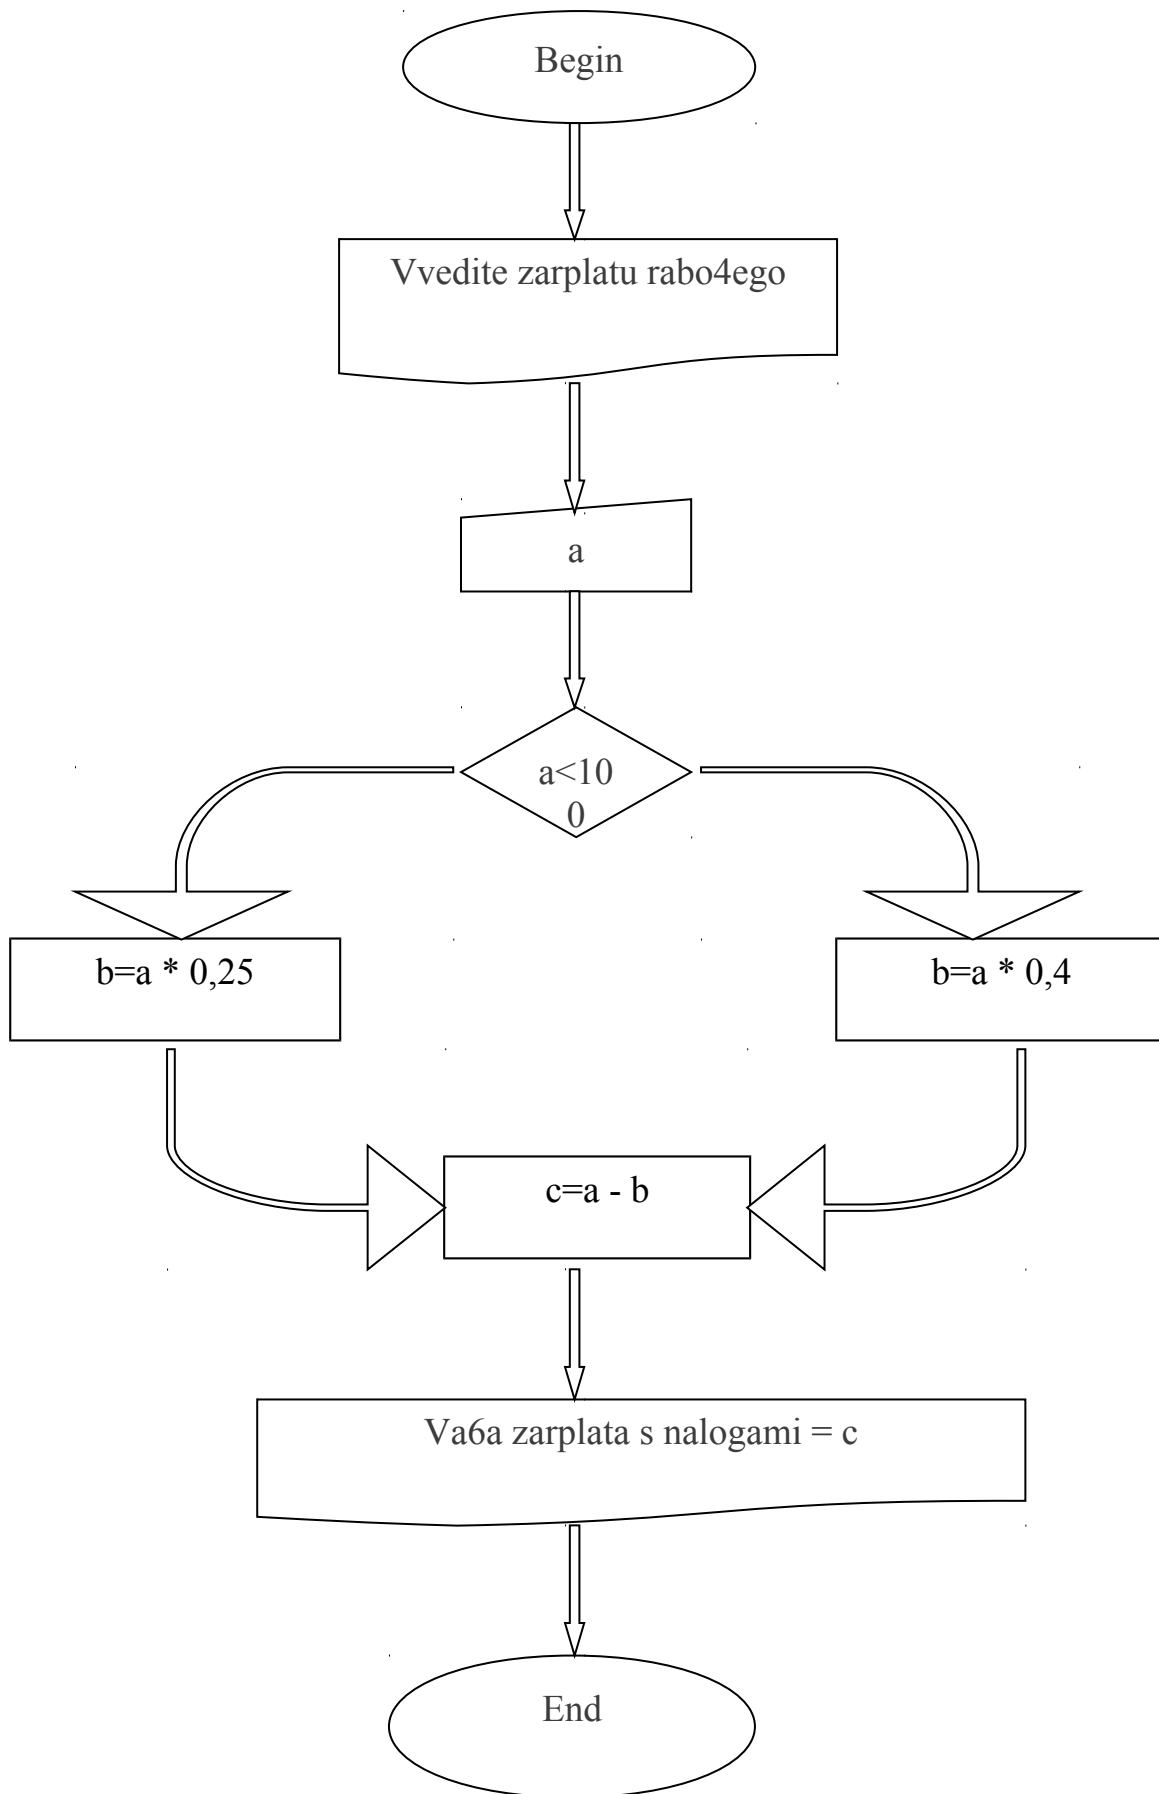 Begin
Vvedite zarplatu rabo4ego
a
a<10
0
b=a * 0,25
b=a * 0,4
c=a - b
Va6a zarplata s nalogami = c
End